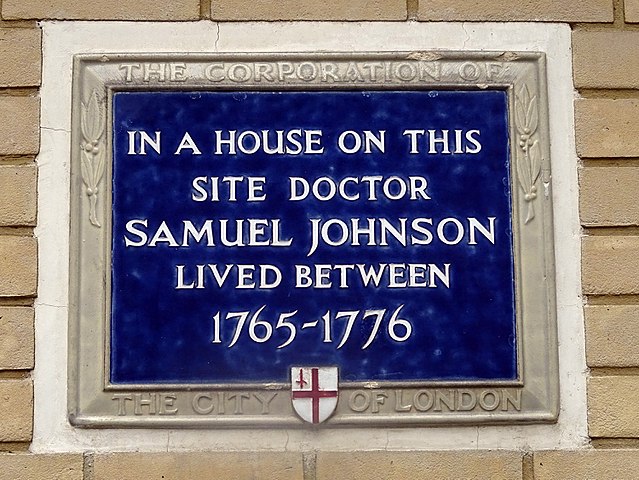 THE CORPORATION OF
IN A HOUSE ON THIS
SITE DOCTOR
SAMUEL JOHNSON
LIVED BETWEEN
1765-1776
THE CITY OF LONDON